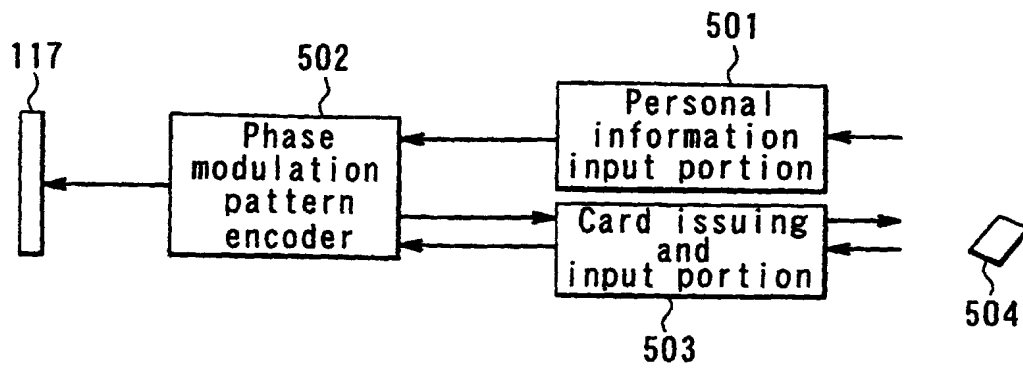 117
502
501
Phase
modulation
pattern
encoder
Personal
information
input portion
Card issuing
and
input portion
503
504